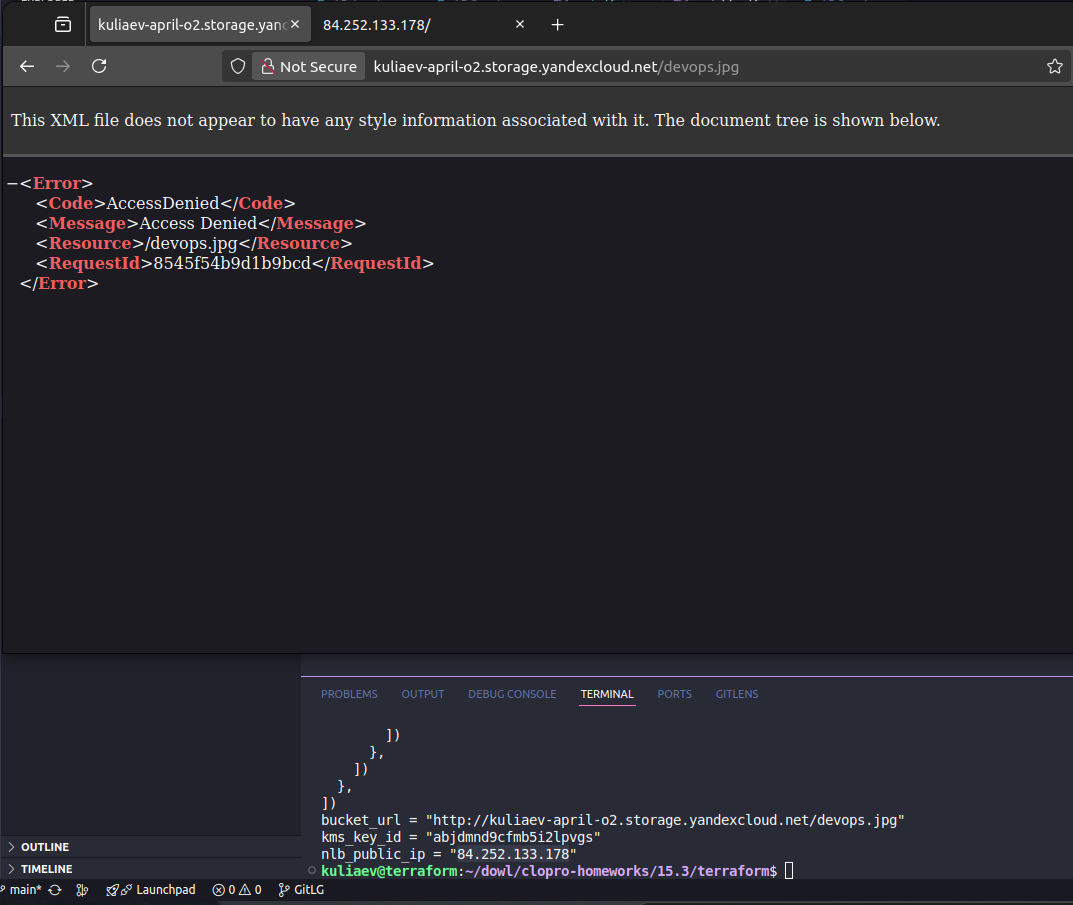 kuliaev-april-o2.storage.yan
84.252.133.178/
Not Secure
kuliaev-april-o2.storage.yandexcloud.net/devops.jpg
This XML file does not appear to have any style information associated with it. The document tree is shown below.
−<Error>
<Code>AccessDenied</Code>
<Message>Access Denied</Message>
<Resource>/devops.jpg</Resource>
<RequestId>8545f54b9d1b9bcd</RequestId>
</Error>
PROBLEMS OUTPUT DEBUG CONSOLE TERMINAL PORTS GITLENS
])
},
])
},
])
bucket_url = "http://kuliaev-april-o2.storage.yandexcloud.net/devops.jpg"
kms_key_id = "abjdmnd9cfmb5i2lpvgs"
nlb_public_ip = "84.252.133.178"
kuliaev@terraform:~/dowl/clopro-homeworks/15.3/terraform$
OUTLINE
TIMELINE
main* Launchpad 0 0 GitLG